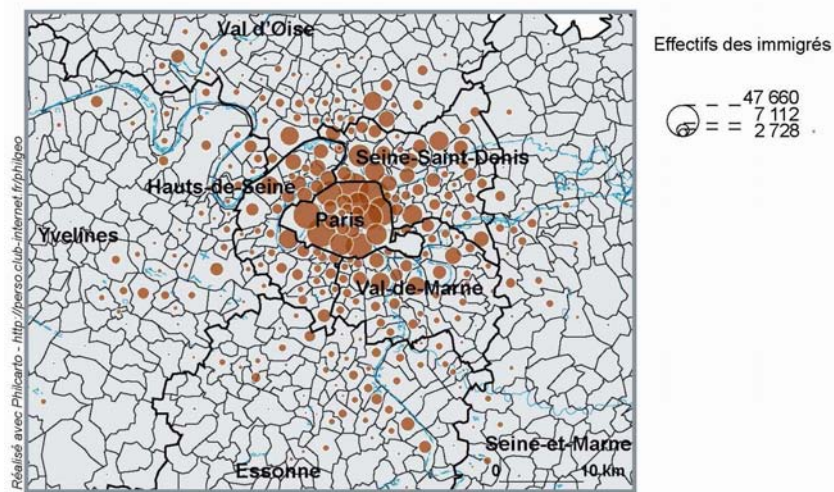 Val d'Oise
Effectifs des immigrés
47 660
7 112
2 728
Seine-Saint-Denis
Hauts-de-Seine
Paris
Yvelines
Val-de-Marne
Seine-et-Marne
Essonne
0 10 km
Réalisé avec Philcarto - http://perso.club-internet.fr/philgeo